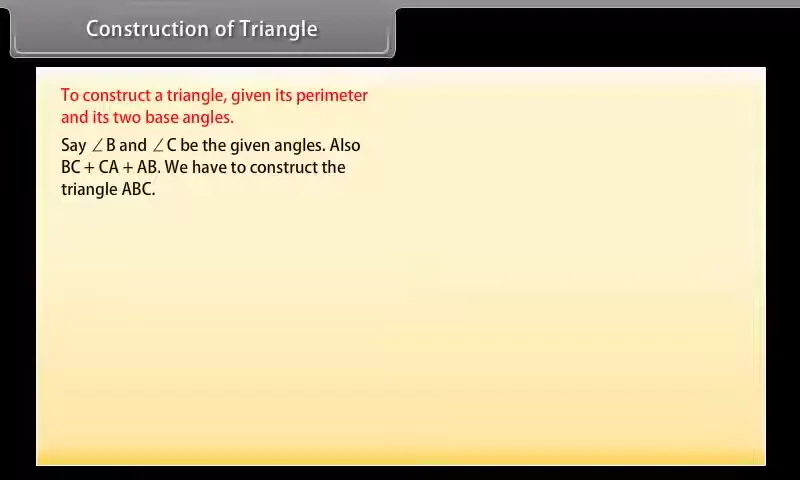 Construction of Triangle
To construct a triangle, given its perimeter
and its two base angles.
Say ∠B and ∠C be the given angles. Also
BC + CA + AB. We have to construct the
triangle ABC.